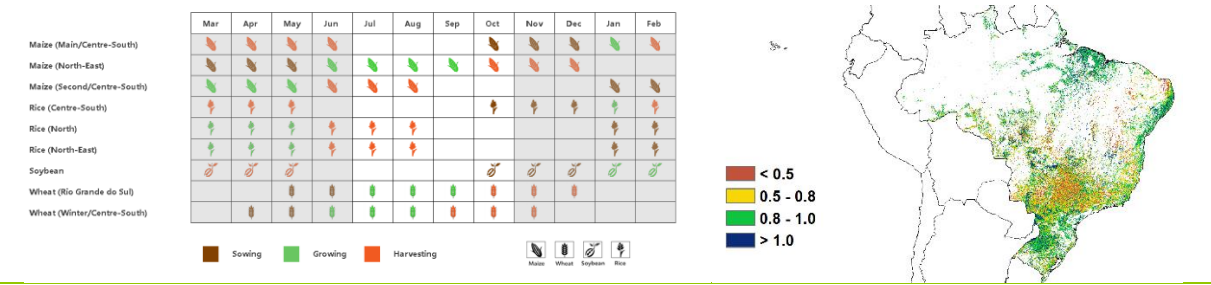 Mar Apr May Jun Jul Aug Sep Oct Nov Dec Jan Feb
Maize (Main/Centre-South)
Maize (North-East)
Maize (Second/Centre-South)
Rice (Centre-South)
Rice (North)
Rice (North-East)
Soybean
Wheat (Rio Grande do Sul)
Wheat (Winter/Centre-South)
Sowing Growing Harvesting
Maize Wheat Soybean Rice
< 0.5
0.5 - 0.8
0.8 - 1.0
> 1.0